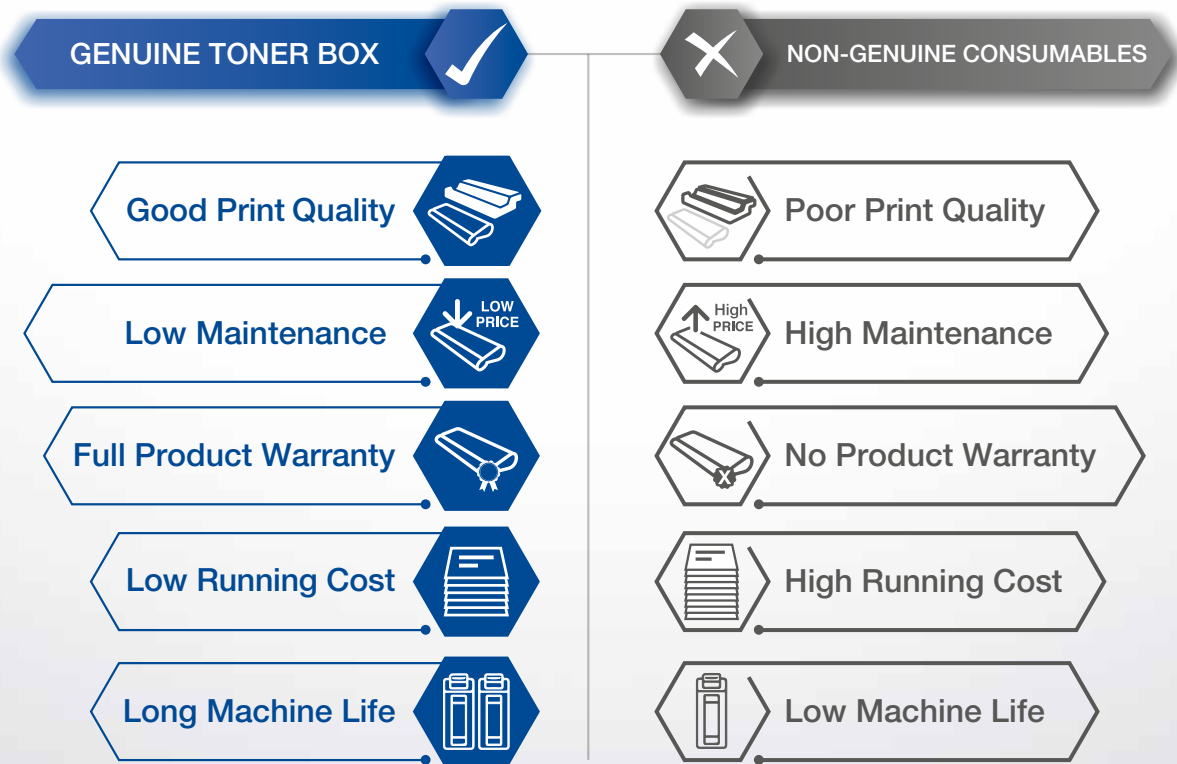 GENUINE TONER BOX
NON-GENUINE CONSUMABLES
Good Print Quality
Poor Print Quality
Low Maintenance
LOW
PRICE
High
PRICE
High Maintenance
Full Product Warranty
X
No Product Warranty
Low Running Cost
High Running Cost
Long Machine Life
Low Machine Life